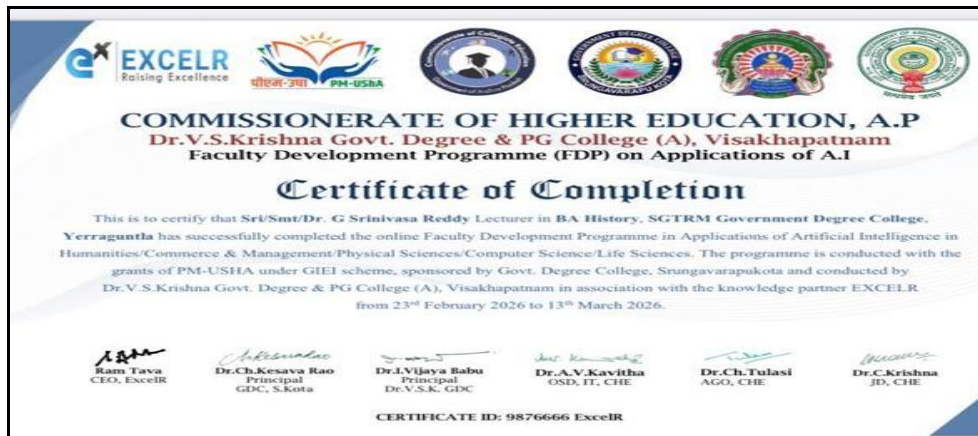 EXCELR
Raising Excellence
पीएम-उषा PM-USHA
COMMISSIONERATE OF HIGHER EDUCATION, A.P
Dr.V.S.Krishna Govt. Degree & PG College (A), Visakhapatnam
Faculty Development Programme (FDP) on Applications of A.I
Certificate of Completion
This is to certify that Sri/Smt/Dr. G Srinivasa Reddy Lecturer in BA History, SGTRM Government Degree College,
Yerraguntla has successfully completed the online Faculty Development Programme in Applications of Artificial Intelligence in
Humanities/Commerce & Management/Physical Sciences/Computer Science/Life Sciences. The programme is conducted with the
grants of PM-USHA under GIEI scheme, sponsored by Govt. Degree College, Srungavarapukota and conducted by
Dr.V.S.Krishna Govt. Degree & PG College (A), Visakhapatnam in association with the knowledge partner EXCELR
from 23rd February 2026 to 13th March 2026.
Ram Tava
CEO, ExcelR
Dr.Ch.Kesava Rao
Principal
GDC, S.Kota
Dr.I.Vijaya Babu
Principal
Dr.V.S.K. GDC
Dr.A.V.Kavitha
OSD, IT, CHE
Dr.Ch.Tulasi
AGO, CHE
Dr.C.Krishna
JD, CHE
CERTIFICATE ID: 9876666 ExcelR